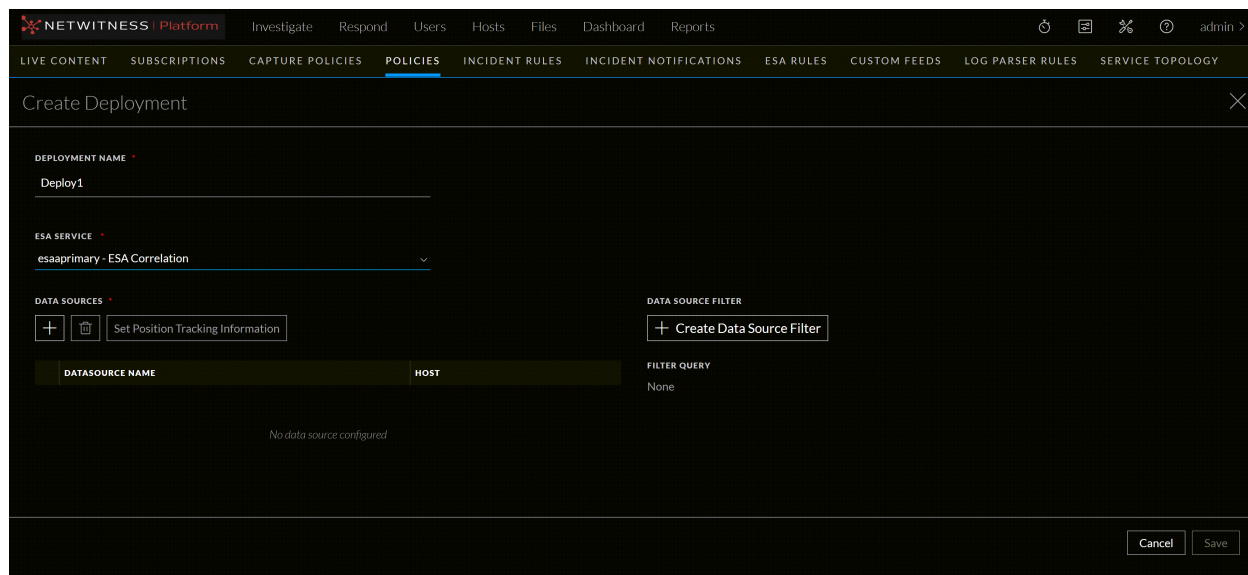 NETWITNESS Platform Investigate Respond Users Hosts Files Dashboard Reports admin >
LIVE CONTENT SUBSCRIPTIONS CAPTURE POLICIES POLICIES INCIDENT RULES INCIDENT NOTIFICATIONS ESA RULES CUSTOM FEEDS LOG PARSER RULES SERVICE TOPOLOGY
Create Deployment
DEPLOYMENT NAME *
Deploy1
ESA SERVICE *
esaaprimary - ESA Correlation
DATA SOURCES *
Set Position Tracking Information
DATASOURCE NAME HOST
No data source configured
DATA SOURCE FILTER
+ Create Data Source Filter
FILTER QUERY
None
Cancel Save